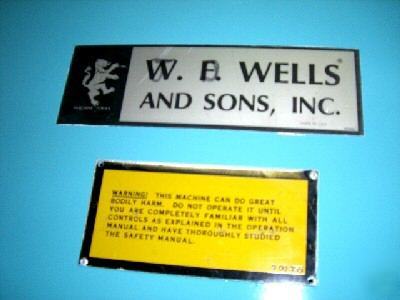 W. F. WELLS
AND SONS, INC.
WARNING! THIS MACHINE CAN DO GREAT
BODILY HARM. DO NOT OPERATE IT UNTIL
YOU ARE COMPLETELY FAMILIAR WITH ALL
CONTROLS AS EXPLAINED IN THE OPERATION
MANUAL AND HAVE THOROUGHLY STUDIED
THE SAFETY MANUAL.